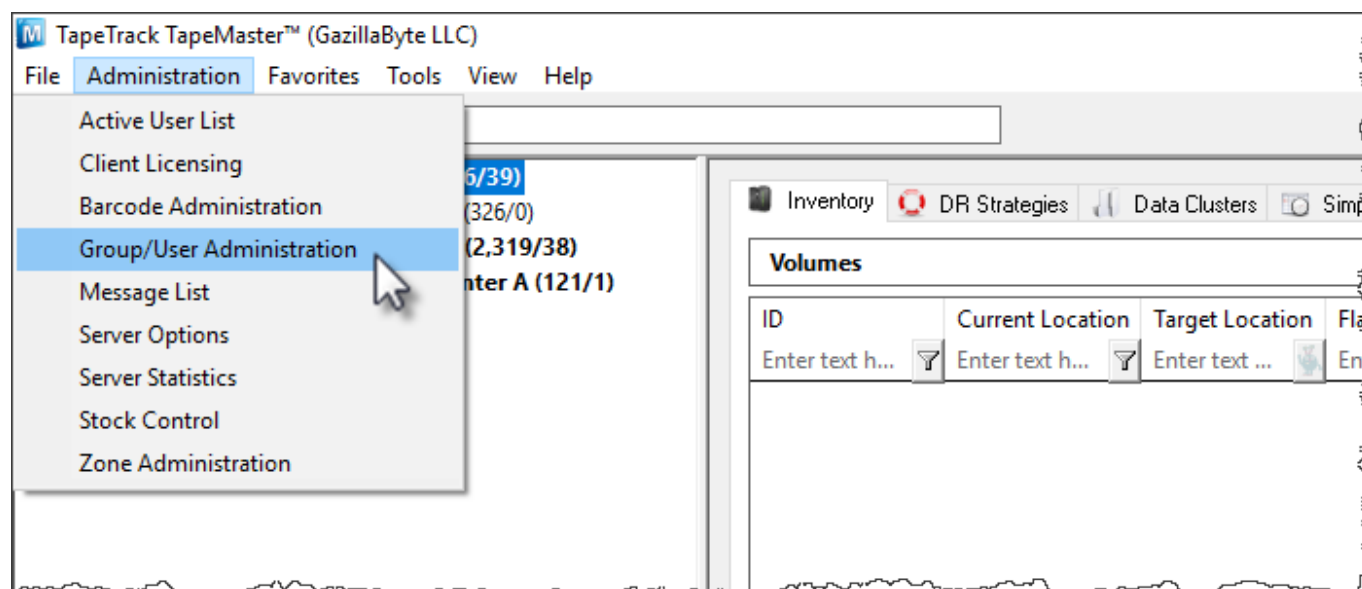 M TapeTrack TapeMaster™ (GazillaByte LLC)
File Administration Favorites Tools View Help
Active User List
Client Licensing
Barcode Administration
Group/User Administration
Message List
Server Options
Server Statistics
Stock Control
Zone Administration
6/39)
(326/0)
(2,319/38)
nter A (121/1)
Inventory DR Strategies Data Clusters Simp
Volumes
ID Current Location Target Location Fla
Enter text h... Enter text h... Enter text ... En